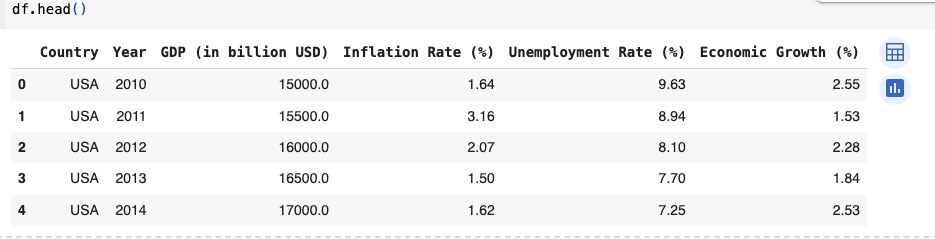 df.head()
Country Year GDP (in billion USD) Inflation Rate (%) Unemployment Rate (%) Economic Growth (%)
0 USA 2010 15000.0 1.64 9.63 2.55
1 USA 2011 15500.0 3.16 8.94 1.53
2 USA 2012 16000.0 2.07 8.10 2.28
3 USA 2013 16500.0 1.50 7.70 1.84
4 USA 2014 17000.0 1.62 7.25 2.53